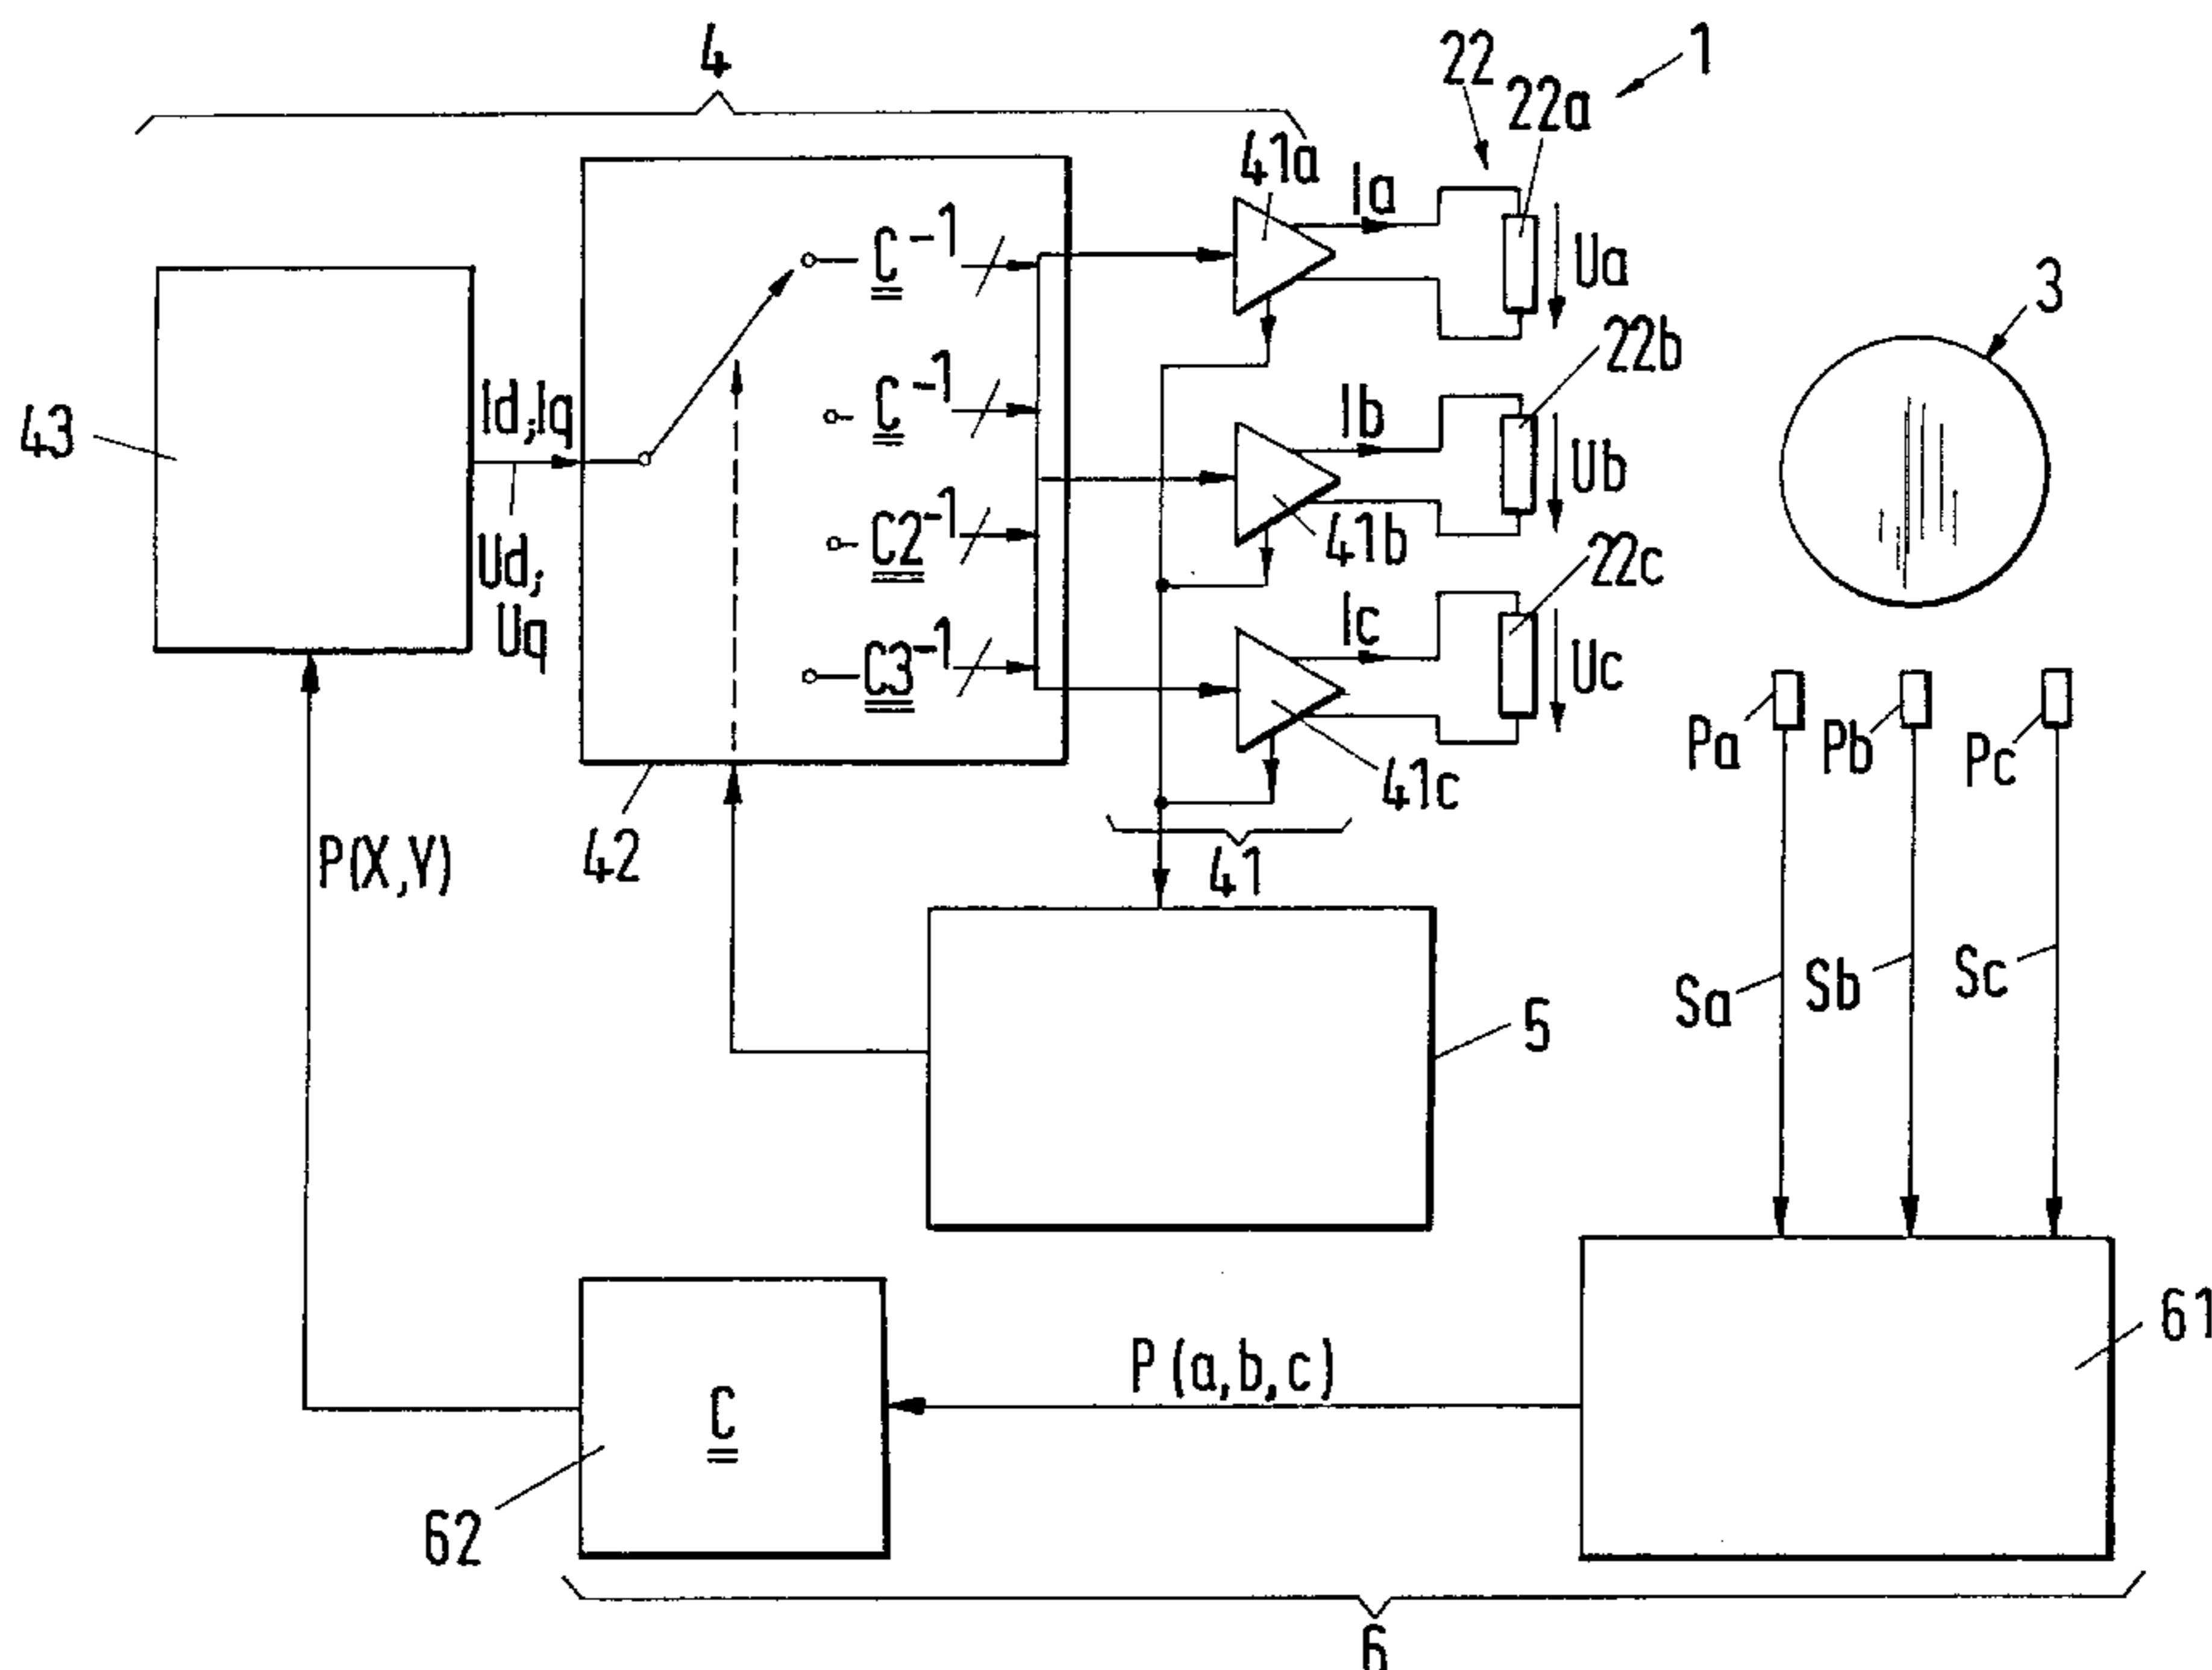 4
22
1
22a
41a
Ia
Ua
3
C⁻¹
22b
43
Id;Iq
C⁻¹
Ib
Ub
Ud;
Uq
C2⁻¹
41b
22c
C3⁻¹
Ic
Uc
Pa
Pb
Pc
41c
42
41
P(X,Y)
Sa
Sb
Sc
5
61
P(a,b,c)
C
62
6